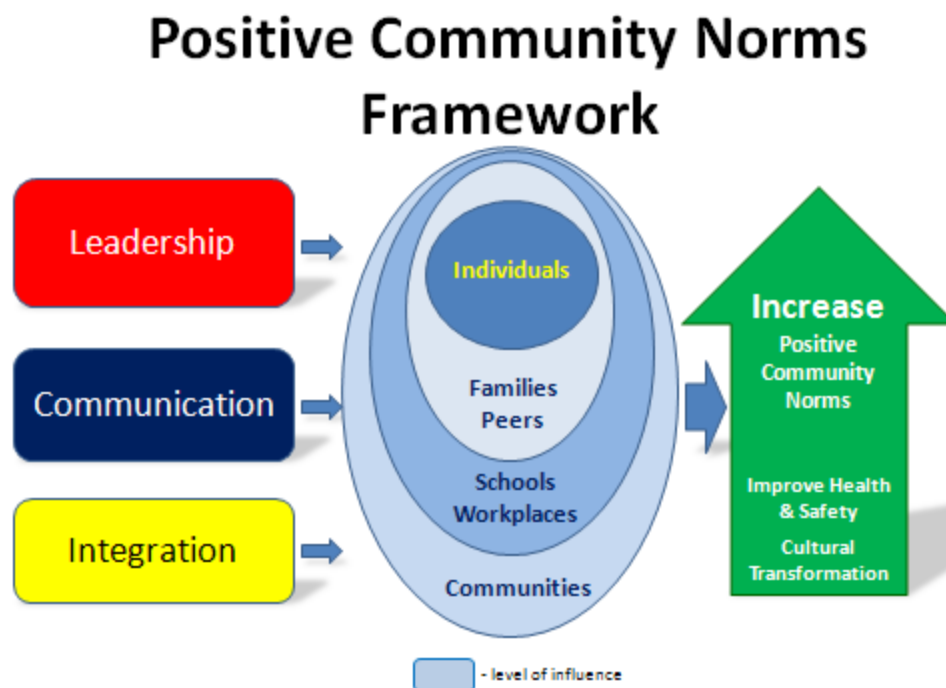 Positive Community Norms
Framework
Leadership
Communication
Integration
Individuals
Families
Peers
Schools
Workplaces
Communities
Increase
Positive
Community
Norms
Improve Health
& Safety
Cultural
Transformation
- level of influence